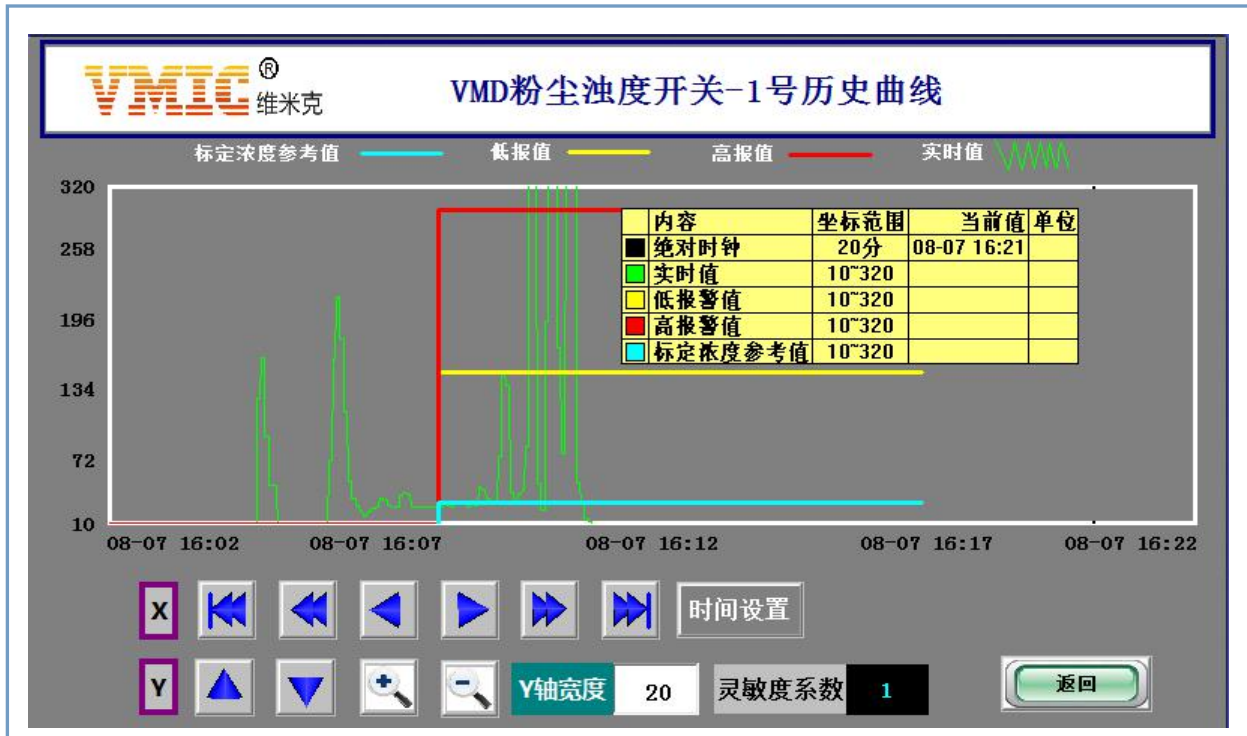 VMIC®
维米克
VMD粉尘浊度开关-1号历史曲线
标定浓度参考值 低报值 高报值 实时值
320
258
196
134
72
10
内容 坐标范围 当前值 单位
绝对时钟 20分 08-07 16:21
实时值 10~320
低报警值 10~320
高报警值 10~320
标定浓度参考值 10~320
08-07 16:02 08-07 16:07 08-07 16:12 08-07 16:17 08-07 16:22
X 时间设置
Y Y轴宽度 20 灵敏度系数 1 返回